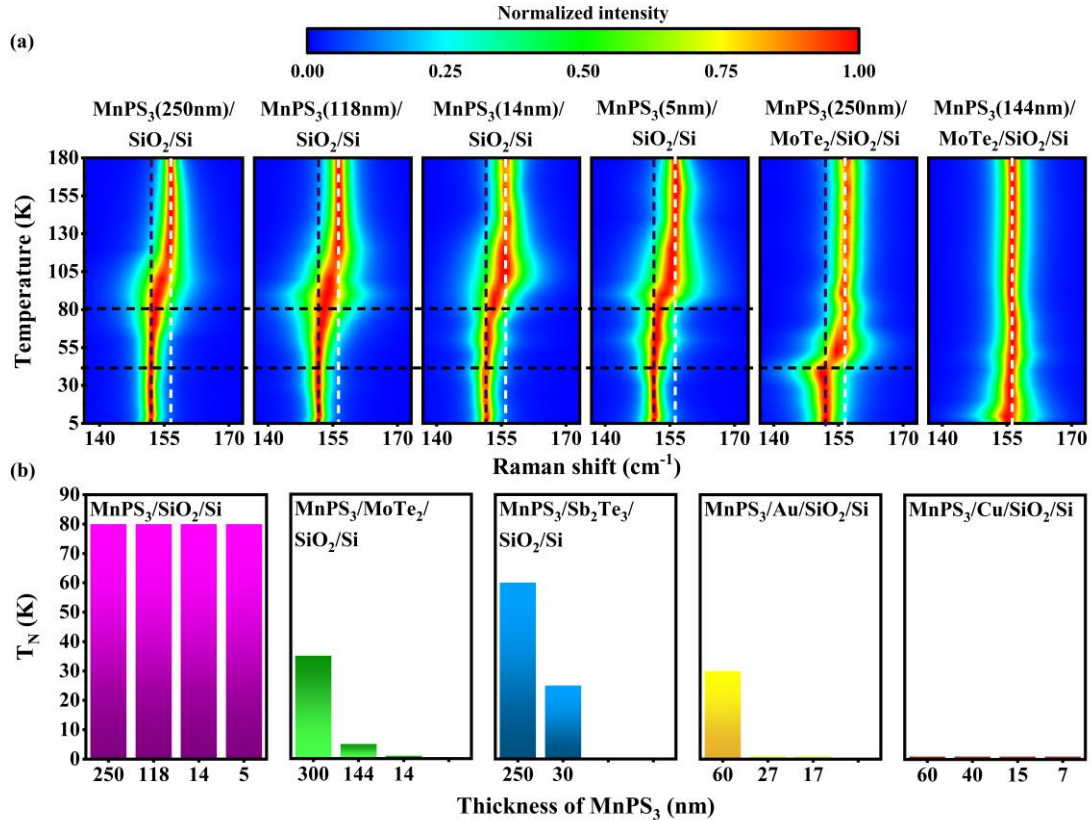 Normalized intensity
(a)
0.00 0.25 0.50 0.75 1.00
MnPS₃(250nm)/ MnPS₃(118nm)/ MnPS₃(14nm)/ MnPS₃(5nm)/ MnPS₃(250nm)/ MnPS₃(144nm)/
SiO₂/Si SiO₂/Si SiO₂/Si SiO₂/Si MoTe₂/SiO₂/Si MoTe₂/SiO₂/Si
Temperature (K)
180
155
130
105
80
55
30
5
140 155 170 140 155 170 140 155 170 140 155 170 140 155 170 140 155 170
Raman shift (cm⁻¹)
(b)
T_N (K)
90
80
70
60
50
40
30
20
10
0
MnPS₃/SiO₂/Si
MnPS₃/MoTe₂/
SiO₂/Si
MnPS₃/Sb₂Te₃/
SiO₂/Si
MnPS₃/Au/SiO₂/Si
MnPS₃/Cu/SiO₂/Si
250 118 14 5 300 144 14 250 30 60 27 17 60 40 15 7
Thickness of MnPS₃ (nm)